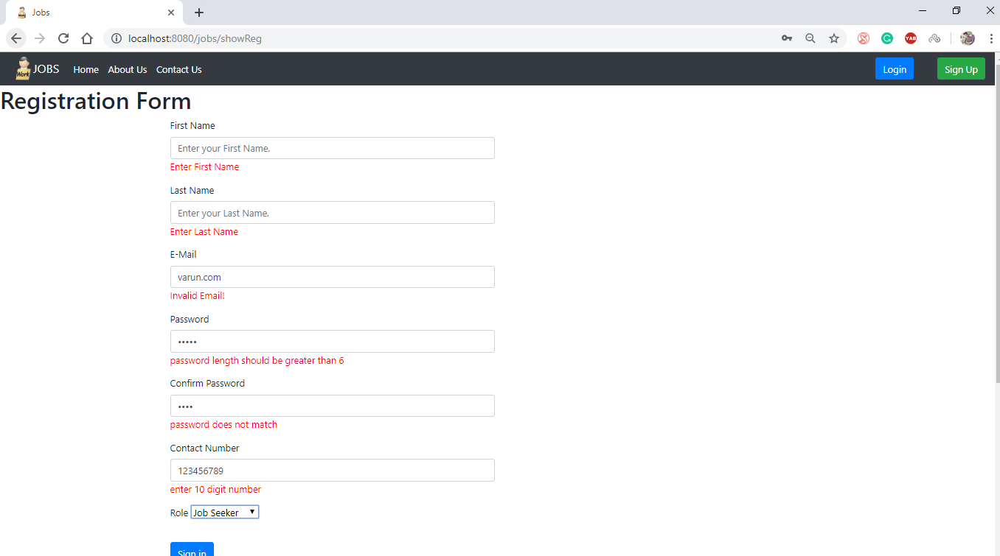 Jobs
localhost:8080/jobs/showReg
YAB
Work JOBS Home About Us Contact Us Login Sign Up
Registration Form
First Name
Enter your First Name.
Enter First Name
Last Name
Enter your Last Name.
Enter Last Name
E-Mail
varun.com
Invalid Email!
Password
•••••
password length should be greater than 6
Confirm Password
••••
password does not match
Contact Number
123456789
enter 10 digit number
Role Job Seeker
Sign in